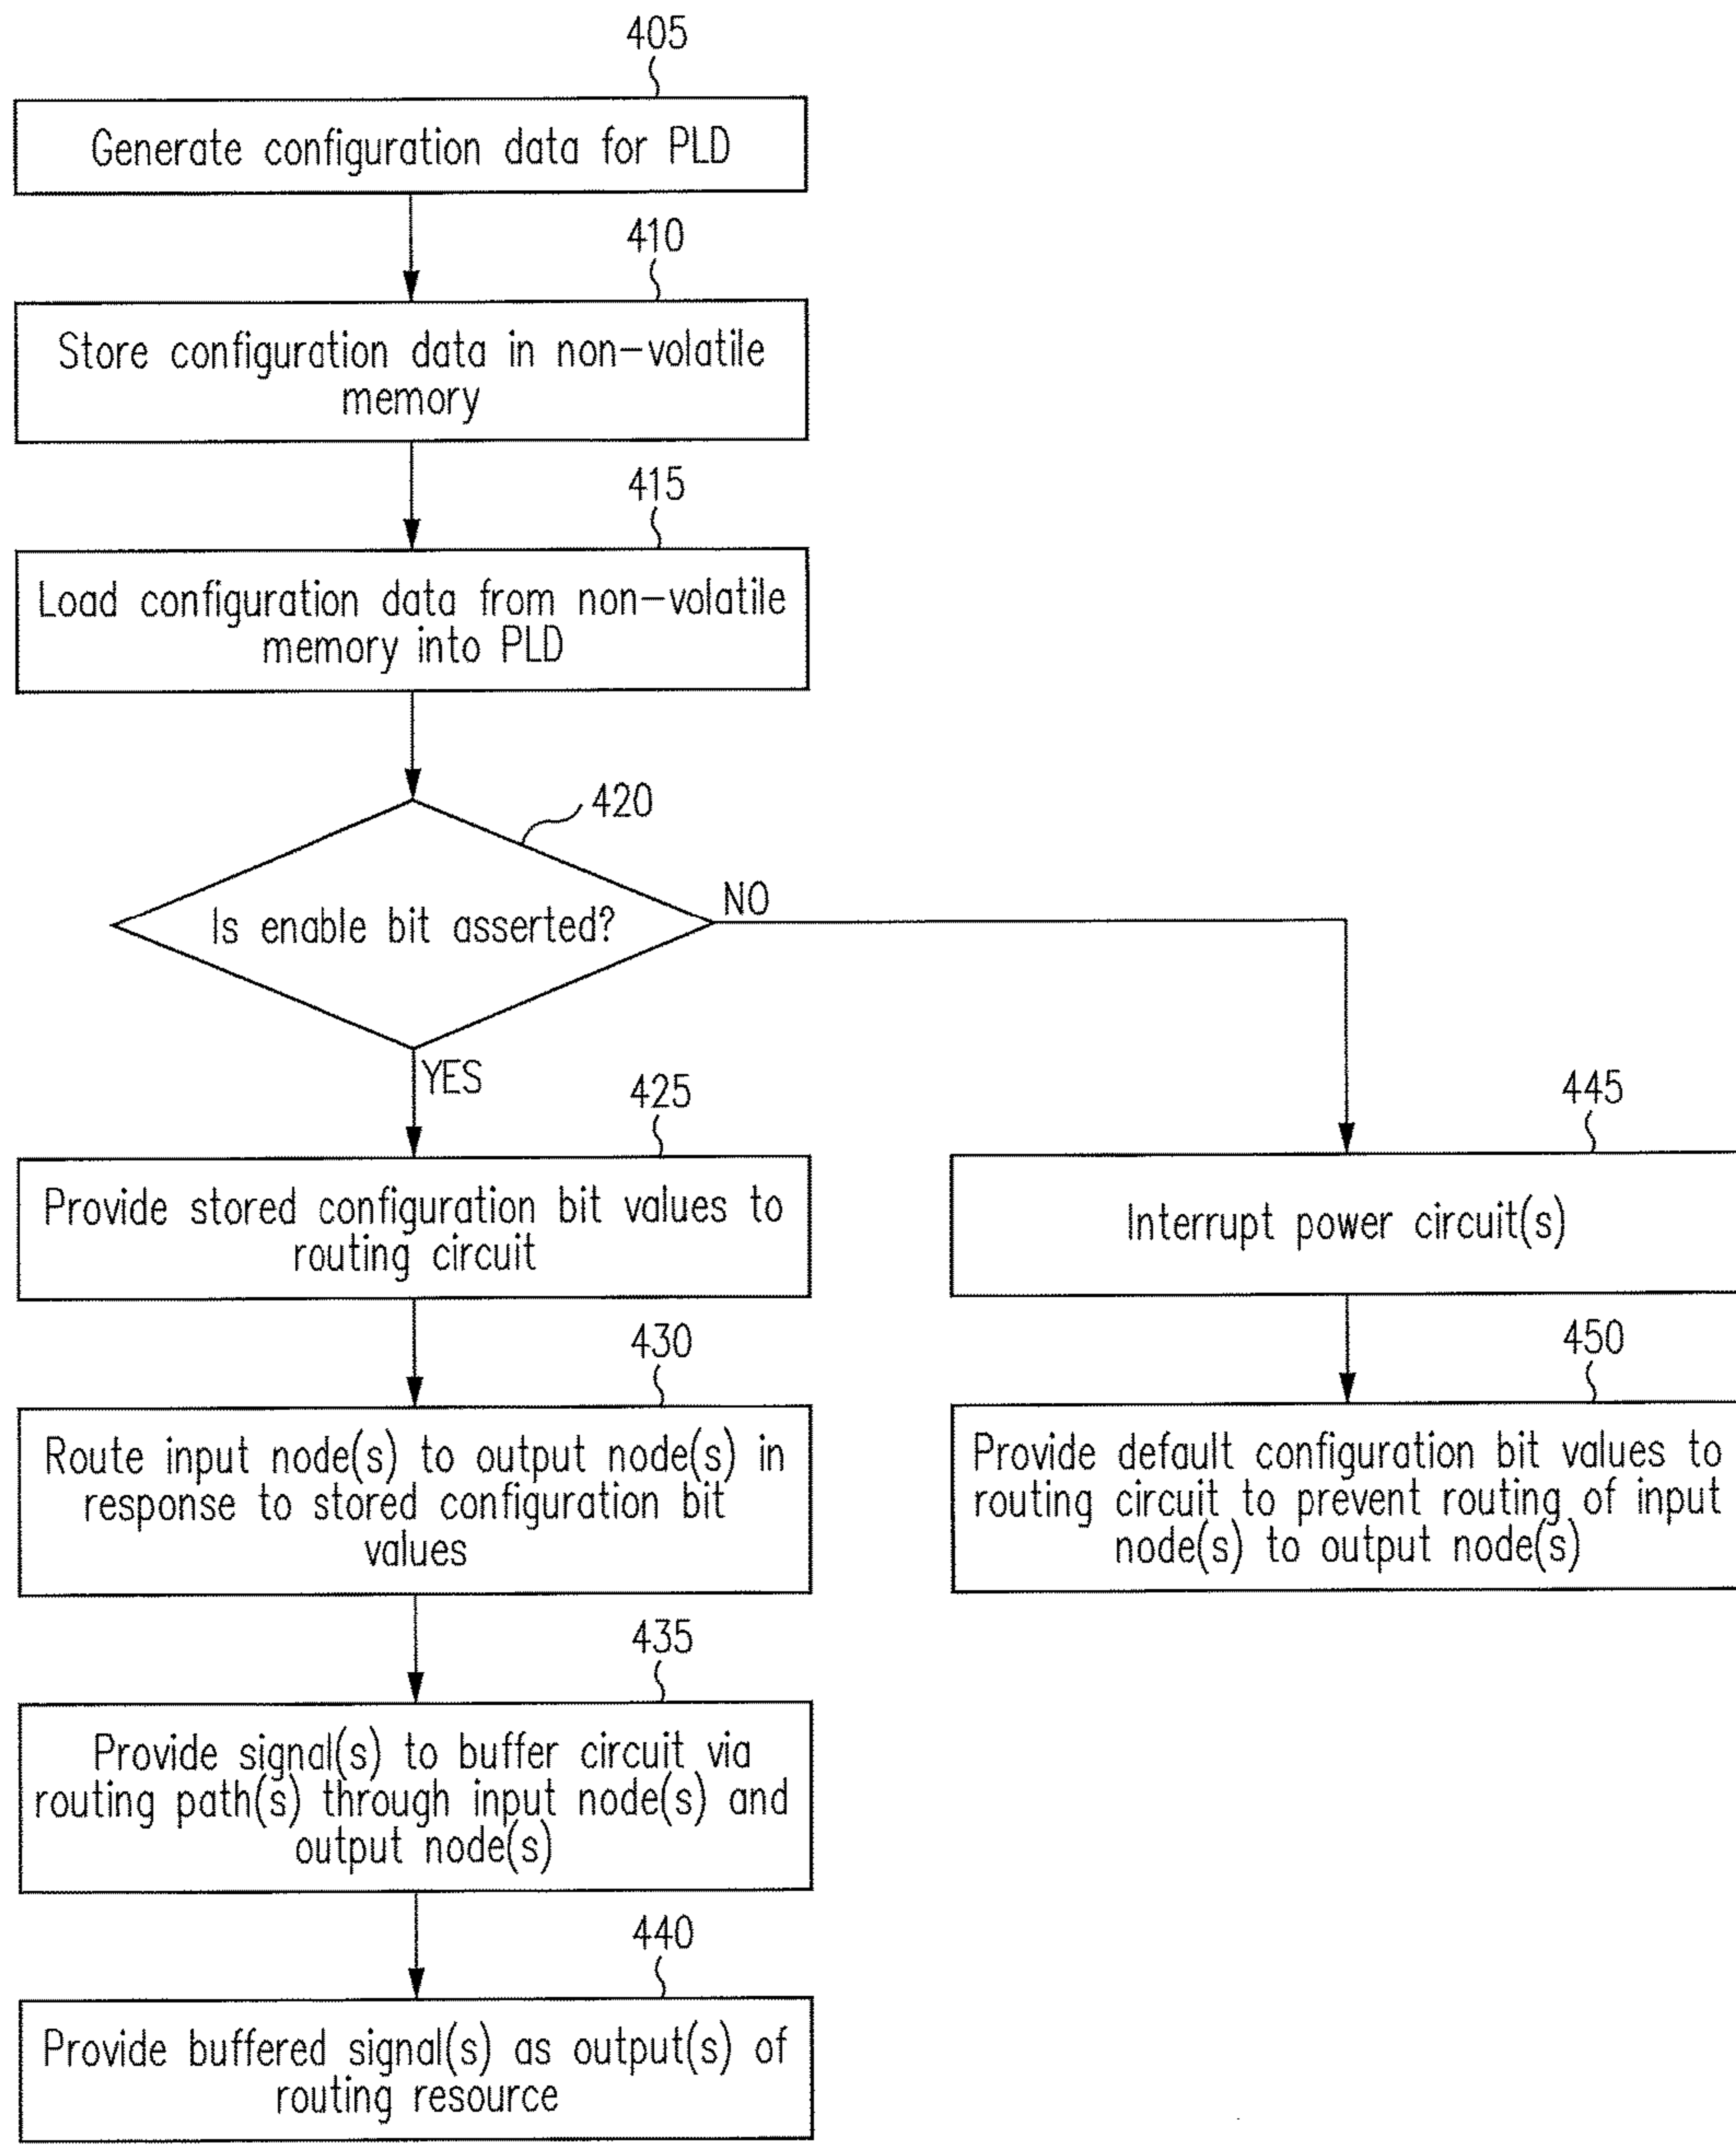 405
Generate configuration data for PLD
410
Store configuration data in non-volatile
memory
415
Load configuration data from non-volatile
memory into PLD
420
Is enable bit asserted?
NO
YES
425
Provide stored configuration bit values to
routing circuit
430
Route input node(s) to output node(s) in
response to stored configuration bit
values
435
Provide signal(s) to buffer circuit via
routing path(s) through input node(s) and
output node(s)
440
Provide buffered signal(s) as output(s) of
routing resource
445
Interrupt power circuit(s)
450
Provide default configuration bit values to
routing circuit to prevent routing of input
node(s) to output node(s)